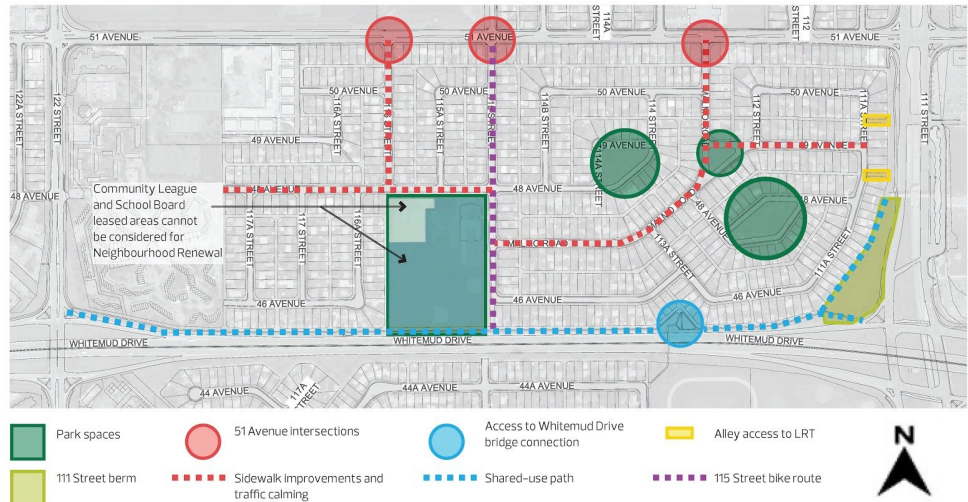 51 AVENUE
51 AVENUE
114A STREET
112 STREET
122A STREET
122 STREET
50 AVENUE
116A STREET
115A STREET
50 AVENUE
114B STREET
114 STREET
50 AVENUE
112 STREET
111A STREET
111 STREET
49 AVENUE
49 AVENUE
114A STREET
48 AVENUE
48 AVENUE
48 AVENUE
48 AVENUE
Community League
and School Board
leased areas cannot
be considered for
Neighbourhood Renewal
117A STREET
117 STREET
116A STREET
113A STREET
111A STREET
46 AVENUE
46 AVENUE
46 AVENUE
WHITEMUD DRIVE
WHITEMUD DRIVE
WHITEMUD DRIVE
44 AVENUE
117A STREET
44A AVENUE
44A AVENUE
Park spaces
51 Avenue intersections
Access to Whitemud Drive
bridge connection
Alley access to LRT
111 Street berm
Sidewalk Improvements and
traffic calming
Shared-use path
115 Street bike route
N